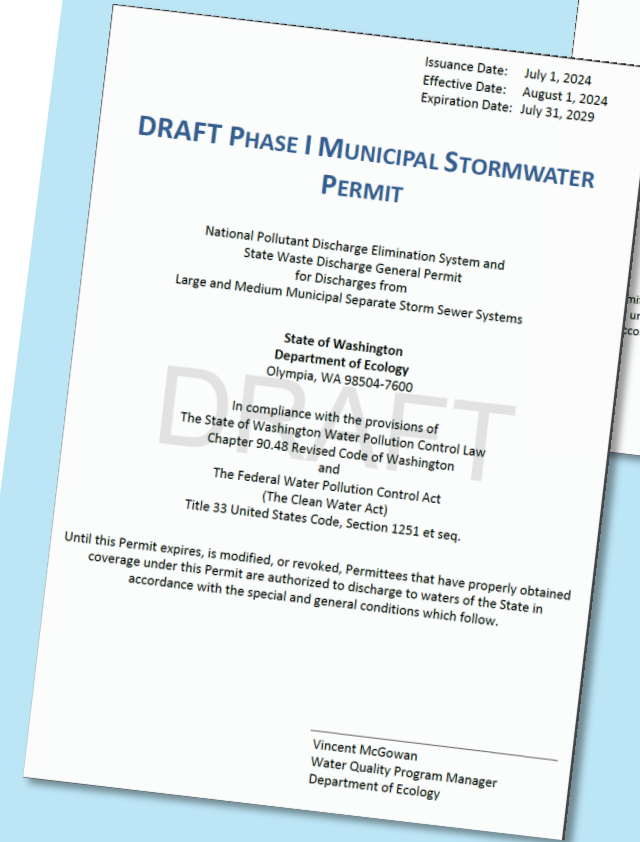 Issuance Date: July 1, 2024
Effective Date: August 1, 2024
Expiration Date: July 31, 2029
DRAFT PHASE I MUNICIPAL STORMWATER
PERMIT
National Pollutant Discharge Elimination System and
State Waste Discharge General Permit
for Discharges from
Large and Medium Municipal Separate Storm Sewer Systems
State of Washington
Department of Ecology
Olympia, WA 98504-7600
DRAFT
In compliance with the provisions of
The State of Washington Water Pollution Control Law
Chapter 90.48 Revised Code of Washington
and
The Federal Water Pollution Control Act
(The Clean Water Act)
Title 33 United States Code, Section 1251 et seq.
Until this Permit expires, is modified, or revoked, Permittees that have properly obtained
coverage under this Permit are authorized to discharge to waters of the State in
accordance with the special and general conditions which follow.
Vincent McGowan
Water Quality Program Manager
Department of Ecology